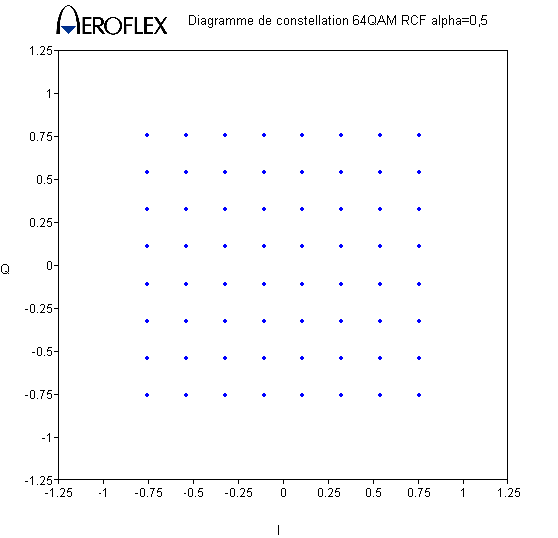 AEROFLEX
Diagramme de constellation 64QAM RCF alpha=0,5
1.25
1
0.75
0.5
0.25
0
Q
-0.25
-0.5
-0.75
-1
-1.25
-1.25 -1 -0.75 -0.5 -0.25 0 0.25 0.5 0.75 1 1.25
I